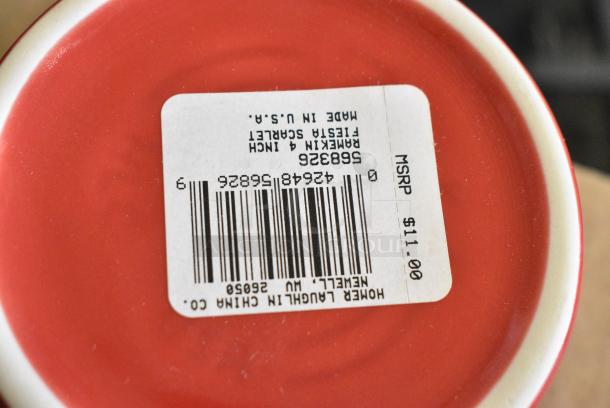 HOMER LAUGHLIN CHINA CO.
NEWELL, WV 26050
0 42648 56826 9
568326
RAMEKIN 4 INCH
FIESTA SCARLET
MADE IN U.S.A.
MSRP $11.00